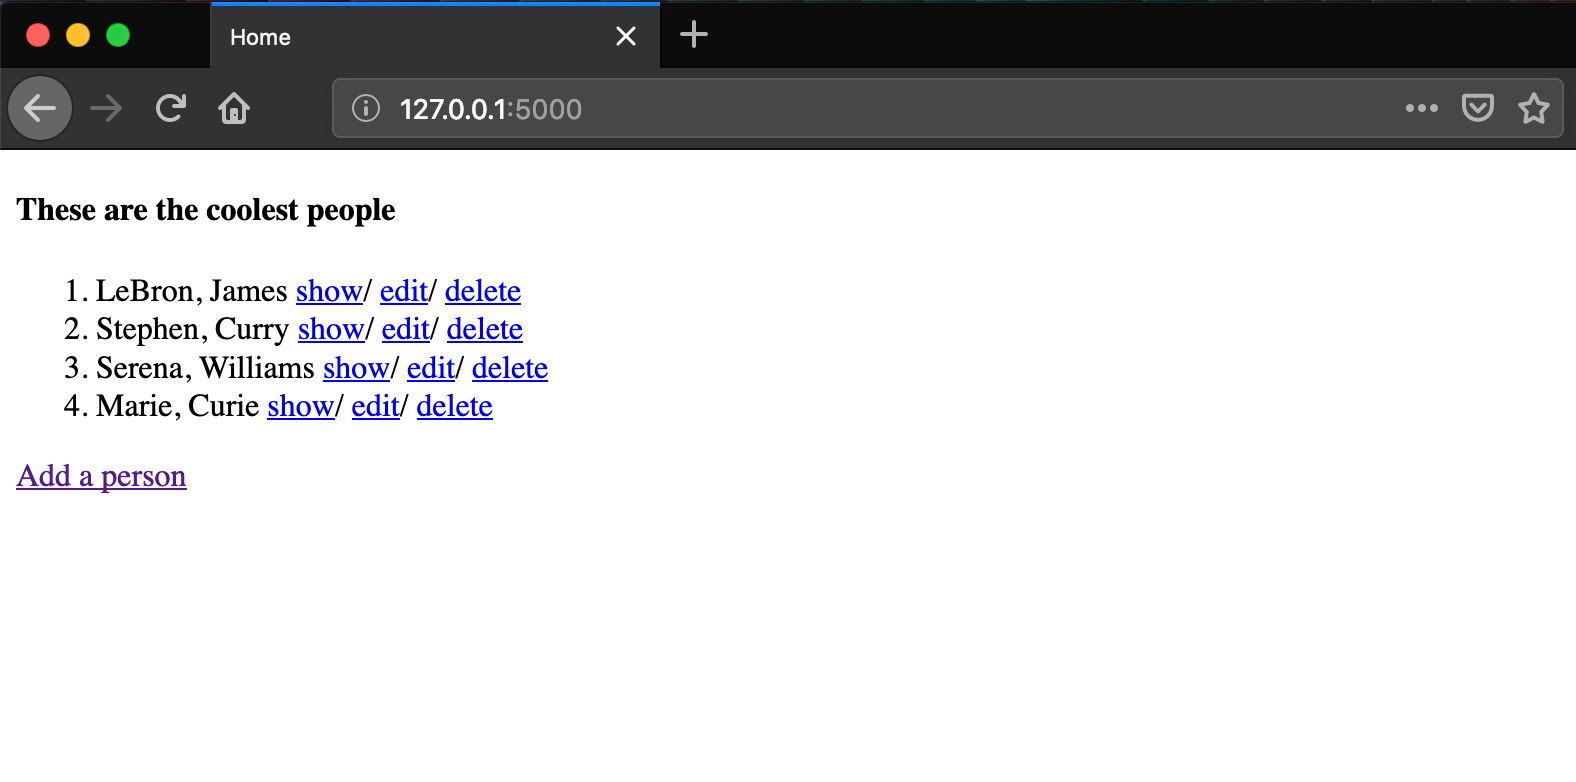 Home
127.0.0.1:5000
These are the coolest people
1. LeBron, James show/ edit/ delete
2. Stephen, Curry show/ edit/ delete
3. Serena, Williams show/ edit/ delete
4. Marie, Curie show/ edit/ delete
Add a person